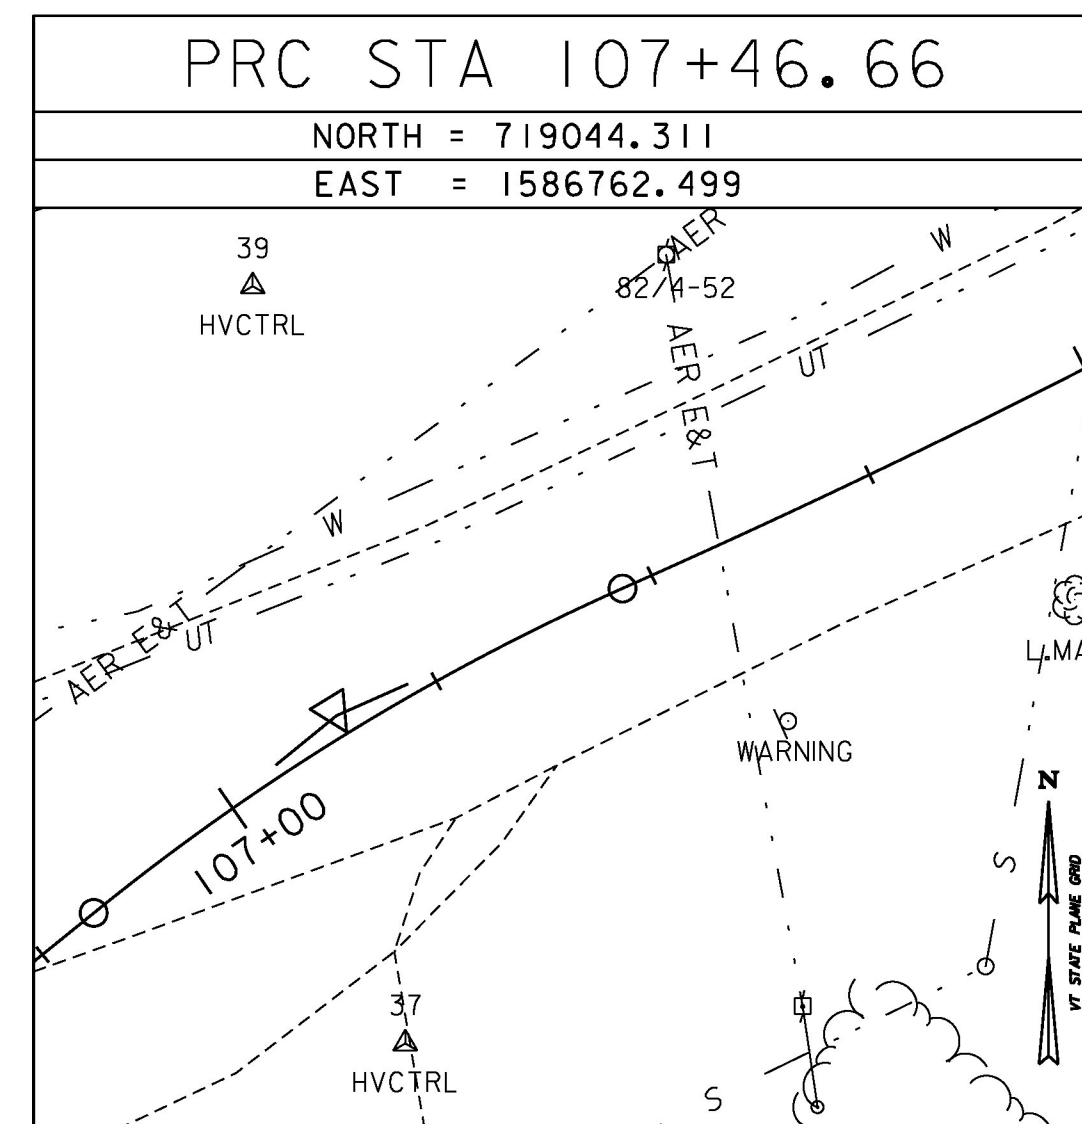 PRC STA 107+46.66
NORTH = 719044.311
EAST = 1586762.499
AER
W
39
82/4-52
HVCTRL
AER E&T
UT
W
AER E&T
UT
L.MA
WARNING
N
107+00
S
VT STATE PLANE GRID
37
HVCTRL
S